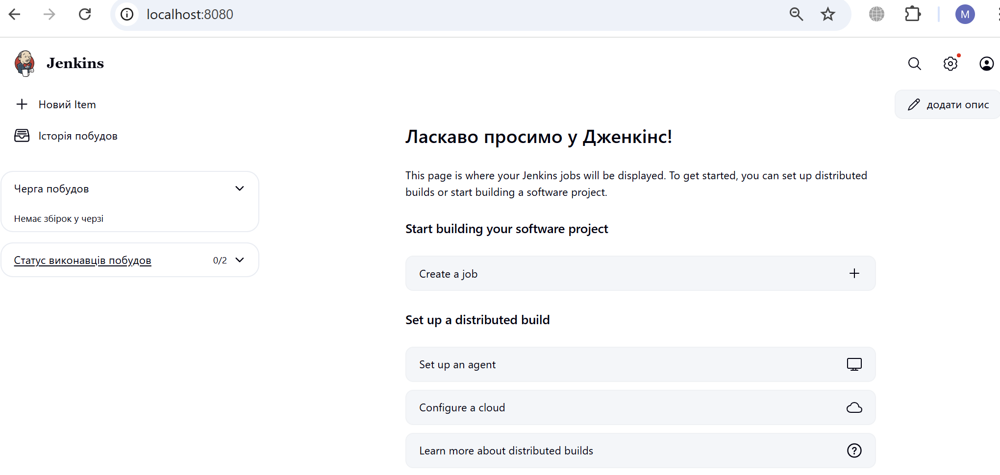 localhost:8080
M
Jenkins
Новий Item
додати опис
Історія побудов
Ласкаво просимо у Дженкінс!
This page is where your Jenkins jobs will be displayed. To get started, you can set up distributed
builds or start building a software project.
Черга побудов
Немає збірок у черзі
Start building your software project
Статус виконавців побудов 0/2
Create a job
Set up a distributed build
Set up an agent
Configure a cloud
Learn more about distributed builds